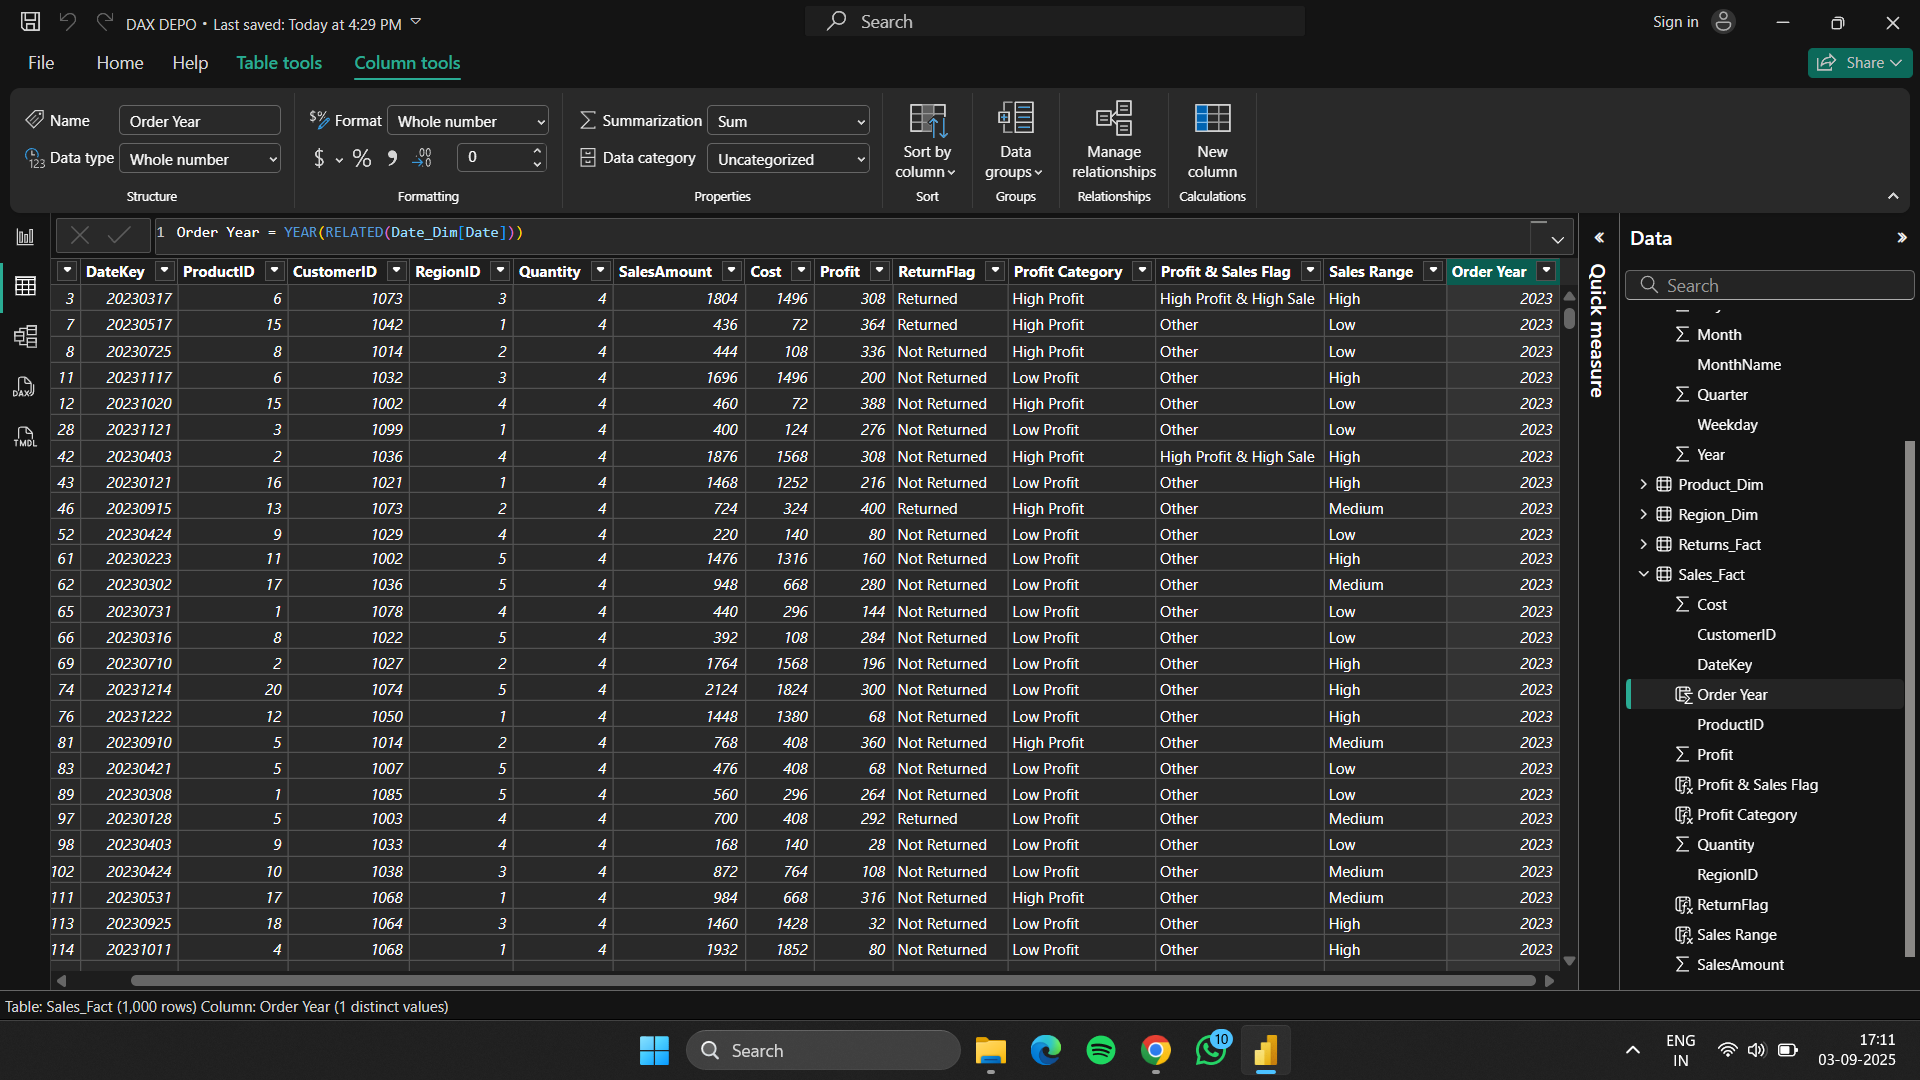 DAX DEPO • Last saved: Today at 4:29 PM
Search
Sign in
File Home Help Table tools Column tools
Share
Name Order Year
Data type Whole number
Structure
Format Whole number
$ % 0
Formatting
Summarization Sum
Data category Uncategorized
Properties
Sort by
column
Sort
Data
groups
Groups
Manage
relationships
Relationships
New
column
Calculations
1 Order Year = YEAR(RELATED(Date_Dim[Date]))
DateKey ProductID CustomerID RegionID Quantity SalesAmount Cost Profit ReturnFlag Profit Category Profit & Sales Flag Sales Range Order Year
3 20230317 6 1073 3 4 1804 1496 308 Returned High Profit High Profit & High Sale High 2023
7 20230517 15 1042 1 4 436 72 364 Returned High Profit Other Low 2023
8 20230725 8 1014 2 4 444 108 336 Not Returned High Profit Other Low 2023
11 20231117 6 1032 3 4 1696 1496 200 Not Returned Low Profit Other High 2023
12 20231020 15 1002 4 4 460 72 388 Not Returned High Profit Other Low 2023
28 20231121 3 1099 1 4 400 124 276 Not Returned Low Profit Other Low 2023
42 20230403 2 1036 4 4 1876 1568 308 Not Returned High Profit High Profit & High Sale High 2023
43 20230121 16 1021 1 4 1468 1252 216 Not Returned Low Profit Other High 2023
46 20230915 13 1073 2 4 724 324 400 Returned High Profit Other Medium 2023
52 20230424 9 1029 4 4 220 140 80 Not Returned Low Profit Other Low 2023
61 20230223 11 1002 5 4 1476 1316 160 Not Returned Low Profit Other High 2023
62 20230302 17 1036 5 4 948 668 280 Not Returned Low Profit Other Medium 2023
65 20230731 1 1078 4 4 440 296 144 Not Returned Low Profit Other Low 2023
66 20230316 8 1022 5 4 392 108 284 Not Returned Low Profit Other Low 2023
69 20230710 2 1027 2 4 1764 1568 196 Not Returned Low Profit Other High 2023
74 20231214 20 1074 5 4 2124 1824 300 Not Returned Low Profit Other High 2023
76 20231222 12 1050 1 4 1448 1380 68 Not Returned Low Profit Other High 2023
81 20230910 5 1014 2 4 768 408 360 Not Returned High Profit Other Medium 2023
83 20230421 5 1007 5 4 476 408 68 Not Returned Low Profit Other Low 2023
89 20230308 1 1085 5 4 560 296 264 Not Returned Low Profit Other Low 2023
97 20230128 5 1003 4 4 700 408 292 Returned Low Profit Other Medium 2023
98 20230403 9 1033 4 4 168 140 28 Not Returned Low Profit Other Low 2023
102 20230424 10 1038 3 4 872 764 108 Not Returned Low Profit Other Medium 2023
111 20230531 17 1068 1 4 984 668 316 Not Returned High Profit Other Medium 2023
113 20230925 18 1064 3 4 1460 1428 32 Not Returned Low Profit Other High 2023
114 20231011 4 1068 1 4 1932 1852 80 Not Returned Low Profit Other High 2023
DAX
TMDL
Quick measure
Data
Search
Month
MonthName
Quarter
Weekday
Year
Product_Dim
Region_Dim
Returns_Fact
Sales_Fact
Cost
CustomerID
DateKey
Order Year
ProductID
Profit
Profit & Sales Flag
Profit Category
Quantity
RegionID
ReturnFlag
Sales Range
SalesAmount
Table: Sales_Fact (1,000 rows) Column: Order Year (1 distinct values)
Search
10
ENG
IN
17:11
03-09-2025